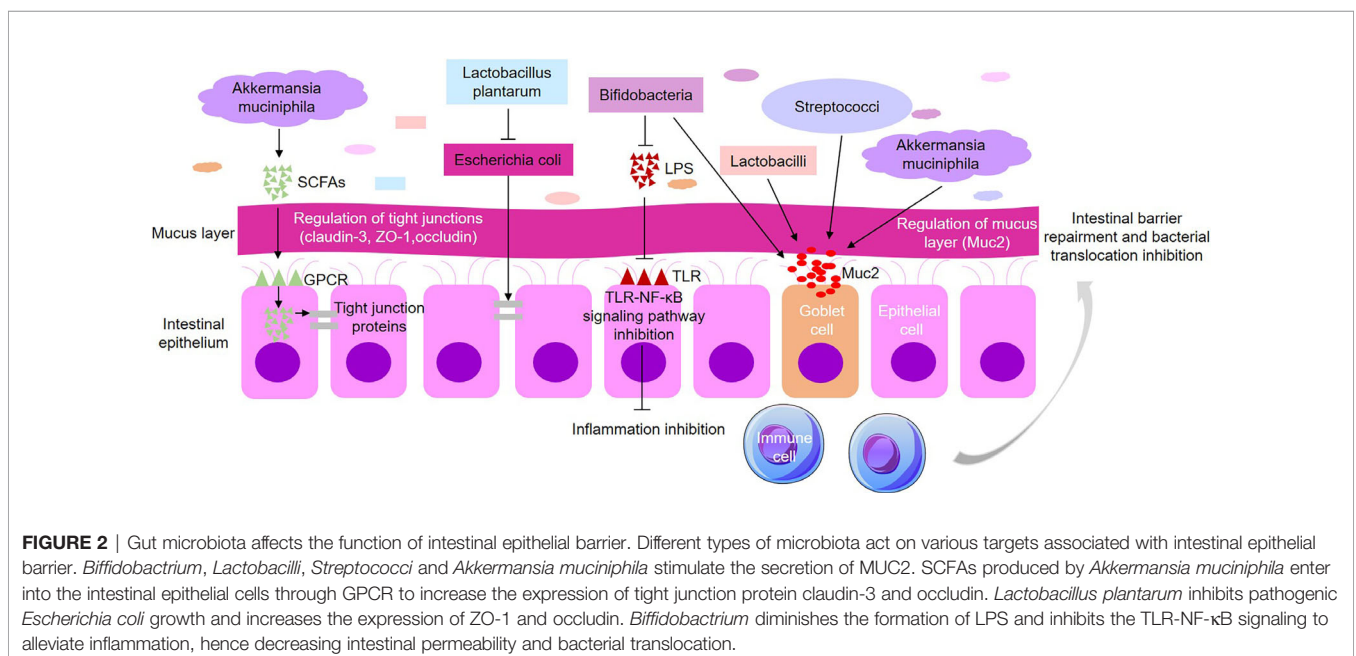 Akkermansia
muciniphila
Lactobacillus
plantarum
Bifidobacteria
Streptococci
Akkermansia
muciniphila
Escherichia coli
Lactobacilli
SCFAs
LPS
Mucus layer
Regulation of tight junctions
(claudin-3, ZO-1,occludin)
Regulation of mucus
layer (Muc2)
Intestinal barrier
repairment and bacterial
translocation inhibition
GPCR
TLR
Muc2
Intestinal
epithelium
Tight junction
proteins
TLR-NF-κB
signaling pathway
inhibition
Goblet
cell
Epithelial
cell
Inflammation inhibition
Immune
cell
FIGURE 2 | Gut microbiota affects the function of intestinal epithelial barrier. Different types of microbiota act on various targets associated with intestinal epithelial
barrier. Biffidobactrium, Lactobacilli, Streptococci and Akkermansia muciniphila stimulate the secretion of MUC2. SCFAs produced by Akkermansia muciniphila enter
into the intestinal epithelial cells through GPCR to increase the expression of tight junction protein claudin-3 and occludin. Lactobacillus plantarum inhibits pathogenic
Escherichia coli growth and increases the expression of ZO-1 and occludin. Biffidobactrium diminishes the formation of LPS and inhibits the TLR-NF-κB signaling to
alleviate inflammation, hence decreasing intestinal permeability and bacterial translocation.